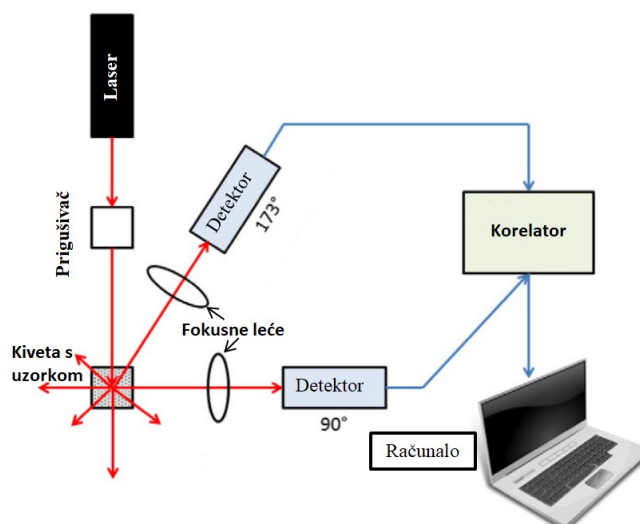 Laser
Prigušivač
Detektor
173°
Korelator
Fokusne leće
Kiveta s
uzorkom
Detektor
90°
Računalo